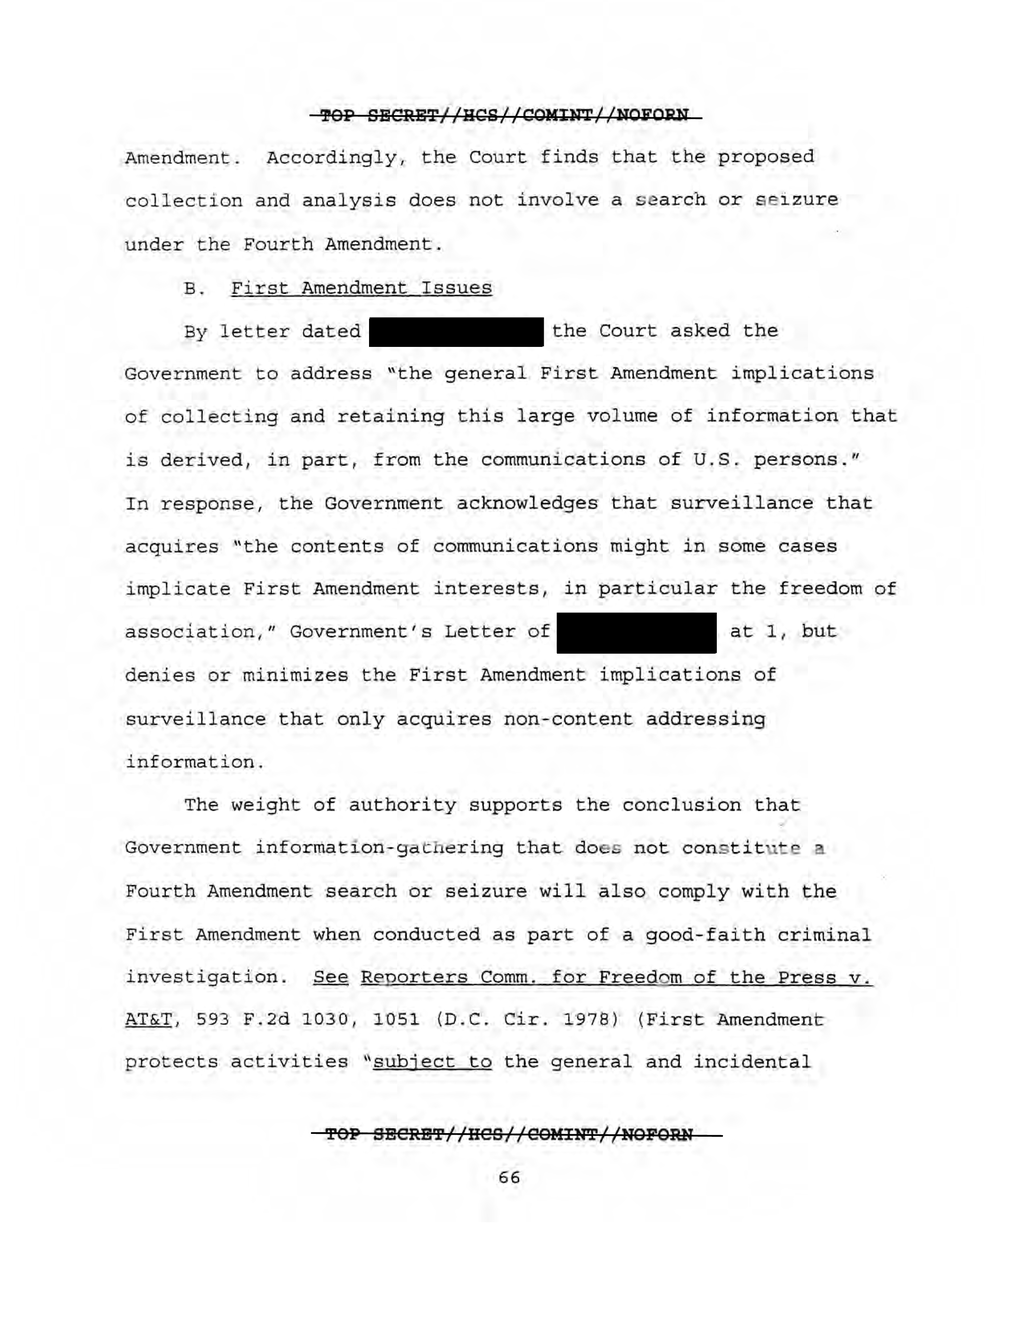 TOP SECRET//HCS//COMINT//NOFORN
Amendment. Accordingly, the Court finds that the proposed
collection and analysis does not involve a search or seizure
under the Fourth Amendment.
B. First Amendment Issues
By letter dated the Court asked the
Government to address "the general First Amendment implications
of collecting and retaining this large volume of information that
is derived, in part, from the communications of U.S. persons."
In response, the Government acknowledges that surveillance that
acquires "the contents of communications might in some cases
implicate First Amendment interests, in particular the freedom of
association," Government's Letter of at 1, but
denies or minimizes the First Amendment implications of
surveillance that only acquires non-content addressing
information.
The weight of authority supports the conclusion that
Government information-gathering that does not constitute a
Fourth Amendment search or seizure will also comply with the
First Amendment when conducted as part of a good-faith criminal
investigation. See Reporters Comm. for Freedom of the Press v.
AT&T, 593 F.2d 1030, 1051 (D.C. Cir. 1978) (First Amendment
protects activities "subject to the general and incidental
TOP SECRET//HCS//COMINT//NOFORN
66